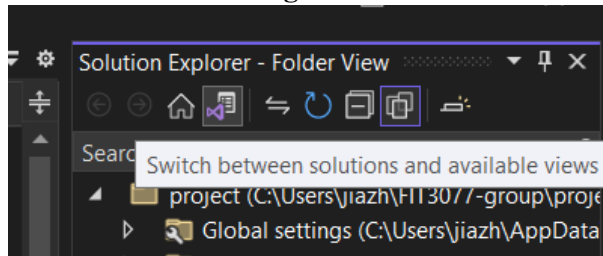 Solution Explorer - Folder View
Searc
Switch between solutions and available views
project (C:\Users\jiazh\FIT3077-group\proje
Global settings (C:\Users\jiazh\AppData